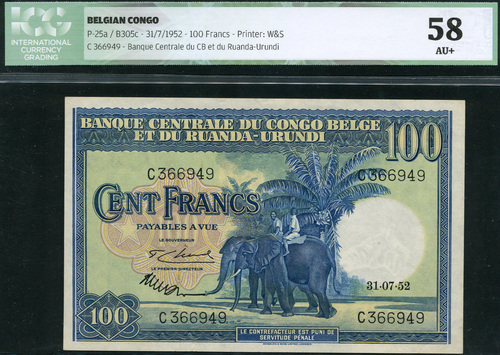 ICG
INTERNATIONAL
CURRENCY
GRADING
BELGIAN CONGO
P-25a / B305c - 31/7/1952 - 100 Francs - Printer: W&S
C 366949 - Banque Centrale du CB et du Ruanda-Urundi
58
AU+
BANQUE CENTRALE DU CONGO BELGE
ET DU RUANDA-URUNDI
100
C366949
C366949
CENT FRANCS
PAYABLES A VUE
LE GOUVERNEUR
LE PREMIER-DIRECTEUR
31-07-52
100
C366949
C366949
LE CONTREFACTEUR EST PUNI DE
SERVITUDE PÉNALE